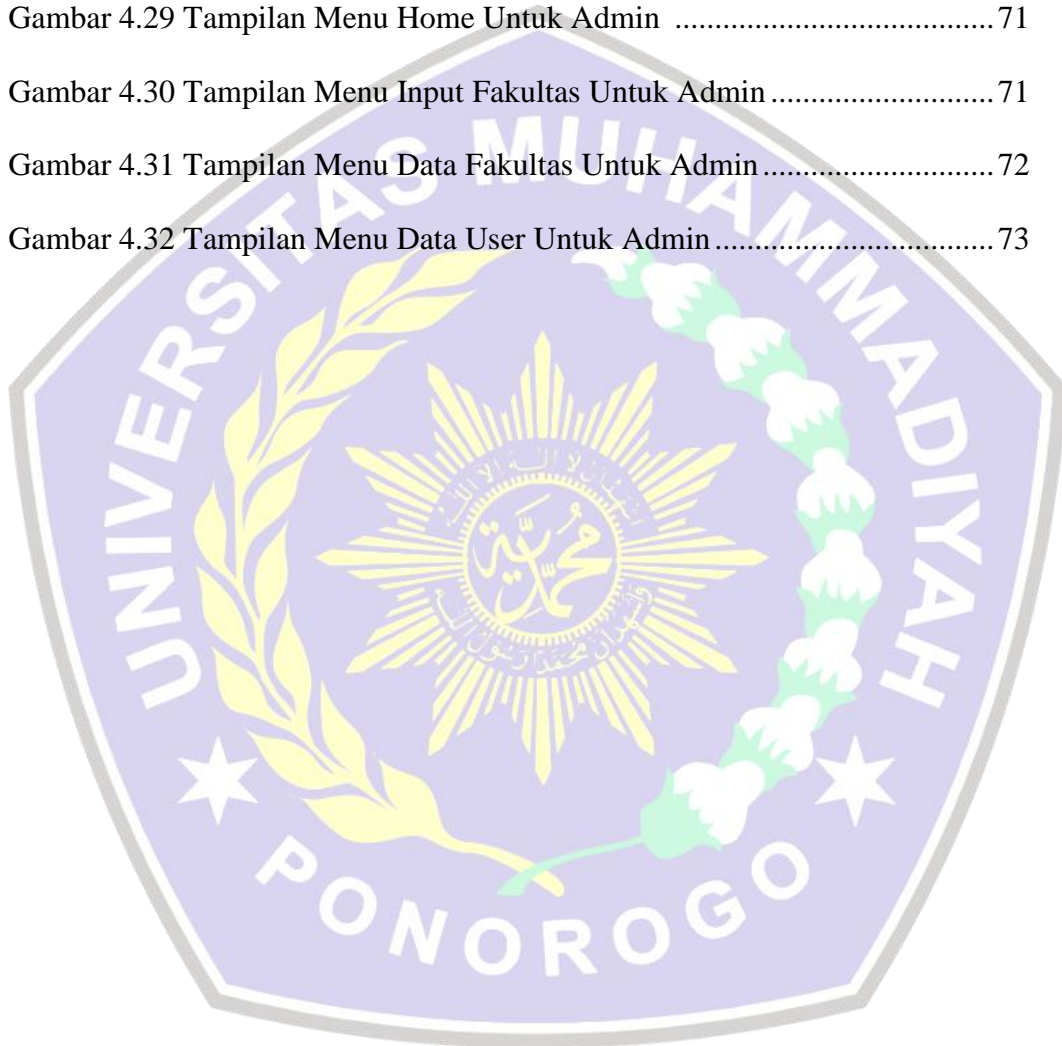 Gambar 4.29 Tampilan Menu Home Untuk Admin ................................ 71
Gambar 4.30 Tampilan Menu Input Fakultas Untuk Admin ............................ 71
Gambar 4.31 Tampilan Menu Data Fakultas Untuk Admin ............................. 72
Gambar 4.32 Tampilan Menu Data User Untuk Admin ................................... 73
UNIVERSITAS MUHAMMADIYAH
محمدية
PONOROGO